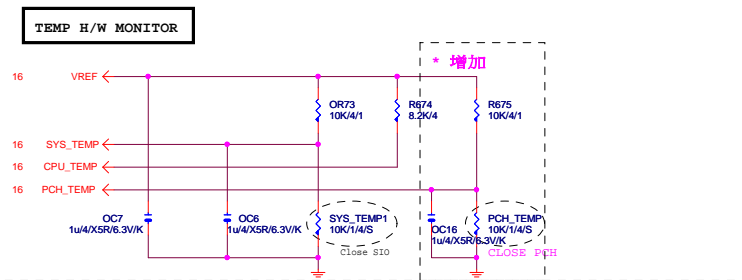 TEMP H/W MONITOR
* 增加
16 VREF
OR73
10K/4/1
R674
8.2K/4
R675
10K/4/1
16 SYS_TEMP
16 CPU_TEMP
16 PCH_TEMP
OC7
1u/4/X5R/6.3V/K
OC6
1u/4/X5R/6.3V/K
SYS_TEMP1
10K/1/4/S
Close SIO
OC16
1u/4/X5R/6.3V/K
PCH_TEMP
10K/1/4/S
CLOSE PCH